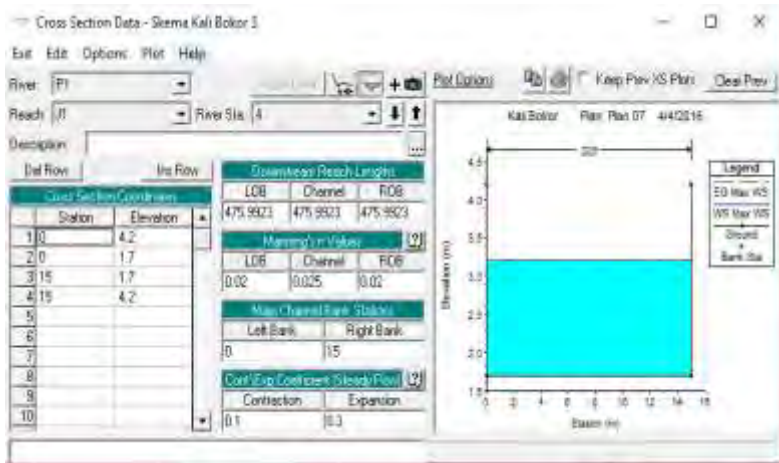 Cross Section Data - Skema Kali Bokor 3
Exit Edit Options Plot Help
River: P1
Reach: J1 River Sta.: 4
Description
Del Row Ins Row
Cross Section Coordinates
Station Elevation
1 0 4.2
2 0 1.7
3 15 1.7
4 15 4.2
5
6
7
8
9
10
Downstream Reach Lengths
LOB Channel ROB
475.9923 475.9923 475.9923
Manning's n Values
LOB Channel ROB
0.02 0.025 0.02
Main Channel Bank Stations
Left Bank Right Bank
0 15
Cont\Exp Coefficient (Steady Flow)
Contraction Expansion
0.1 0.3
Plot Options Keep Prev XS Plots Clear Prev
Kali Bokor Plan: Plan 07 4/4/2016
Legend
EG Max WS
WS Max WS
Ground
Bank Sta
Elevation (m)
4.5
4.0
3.5
3.0
2.5
2.0
1.5
0 2 4 6 8 10 12 14 16
Station (m)